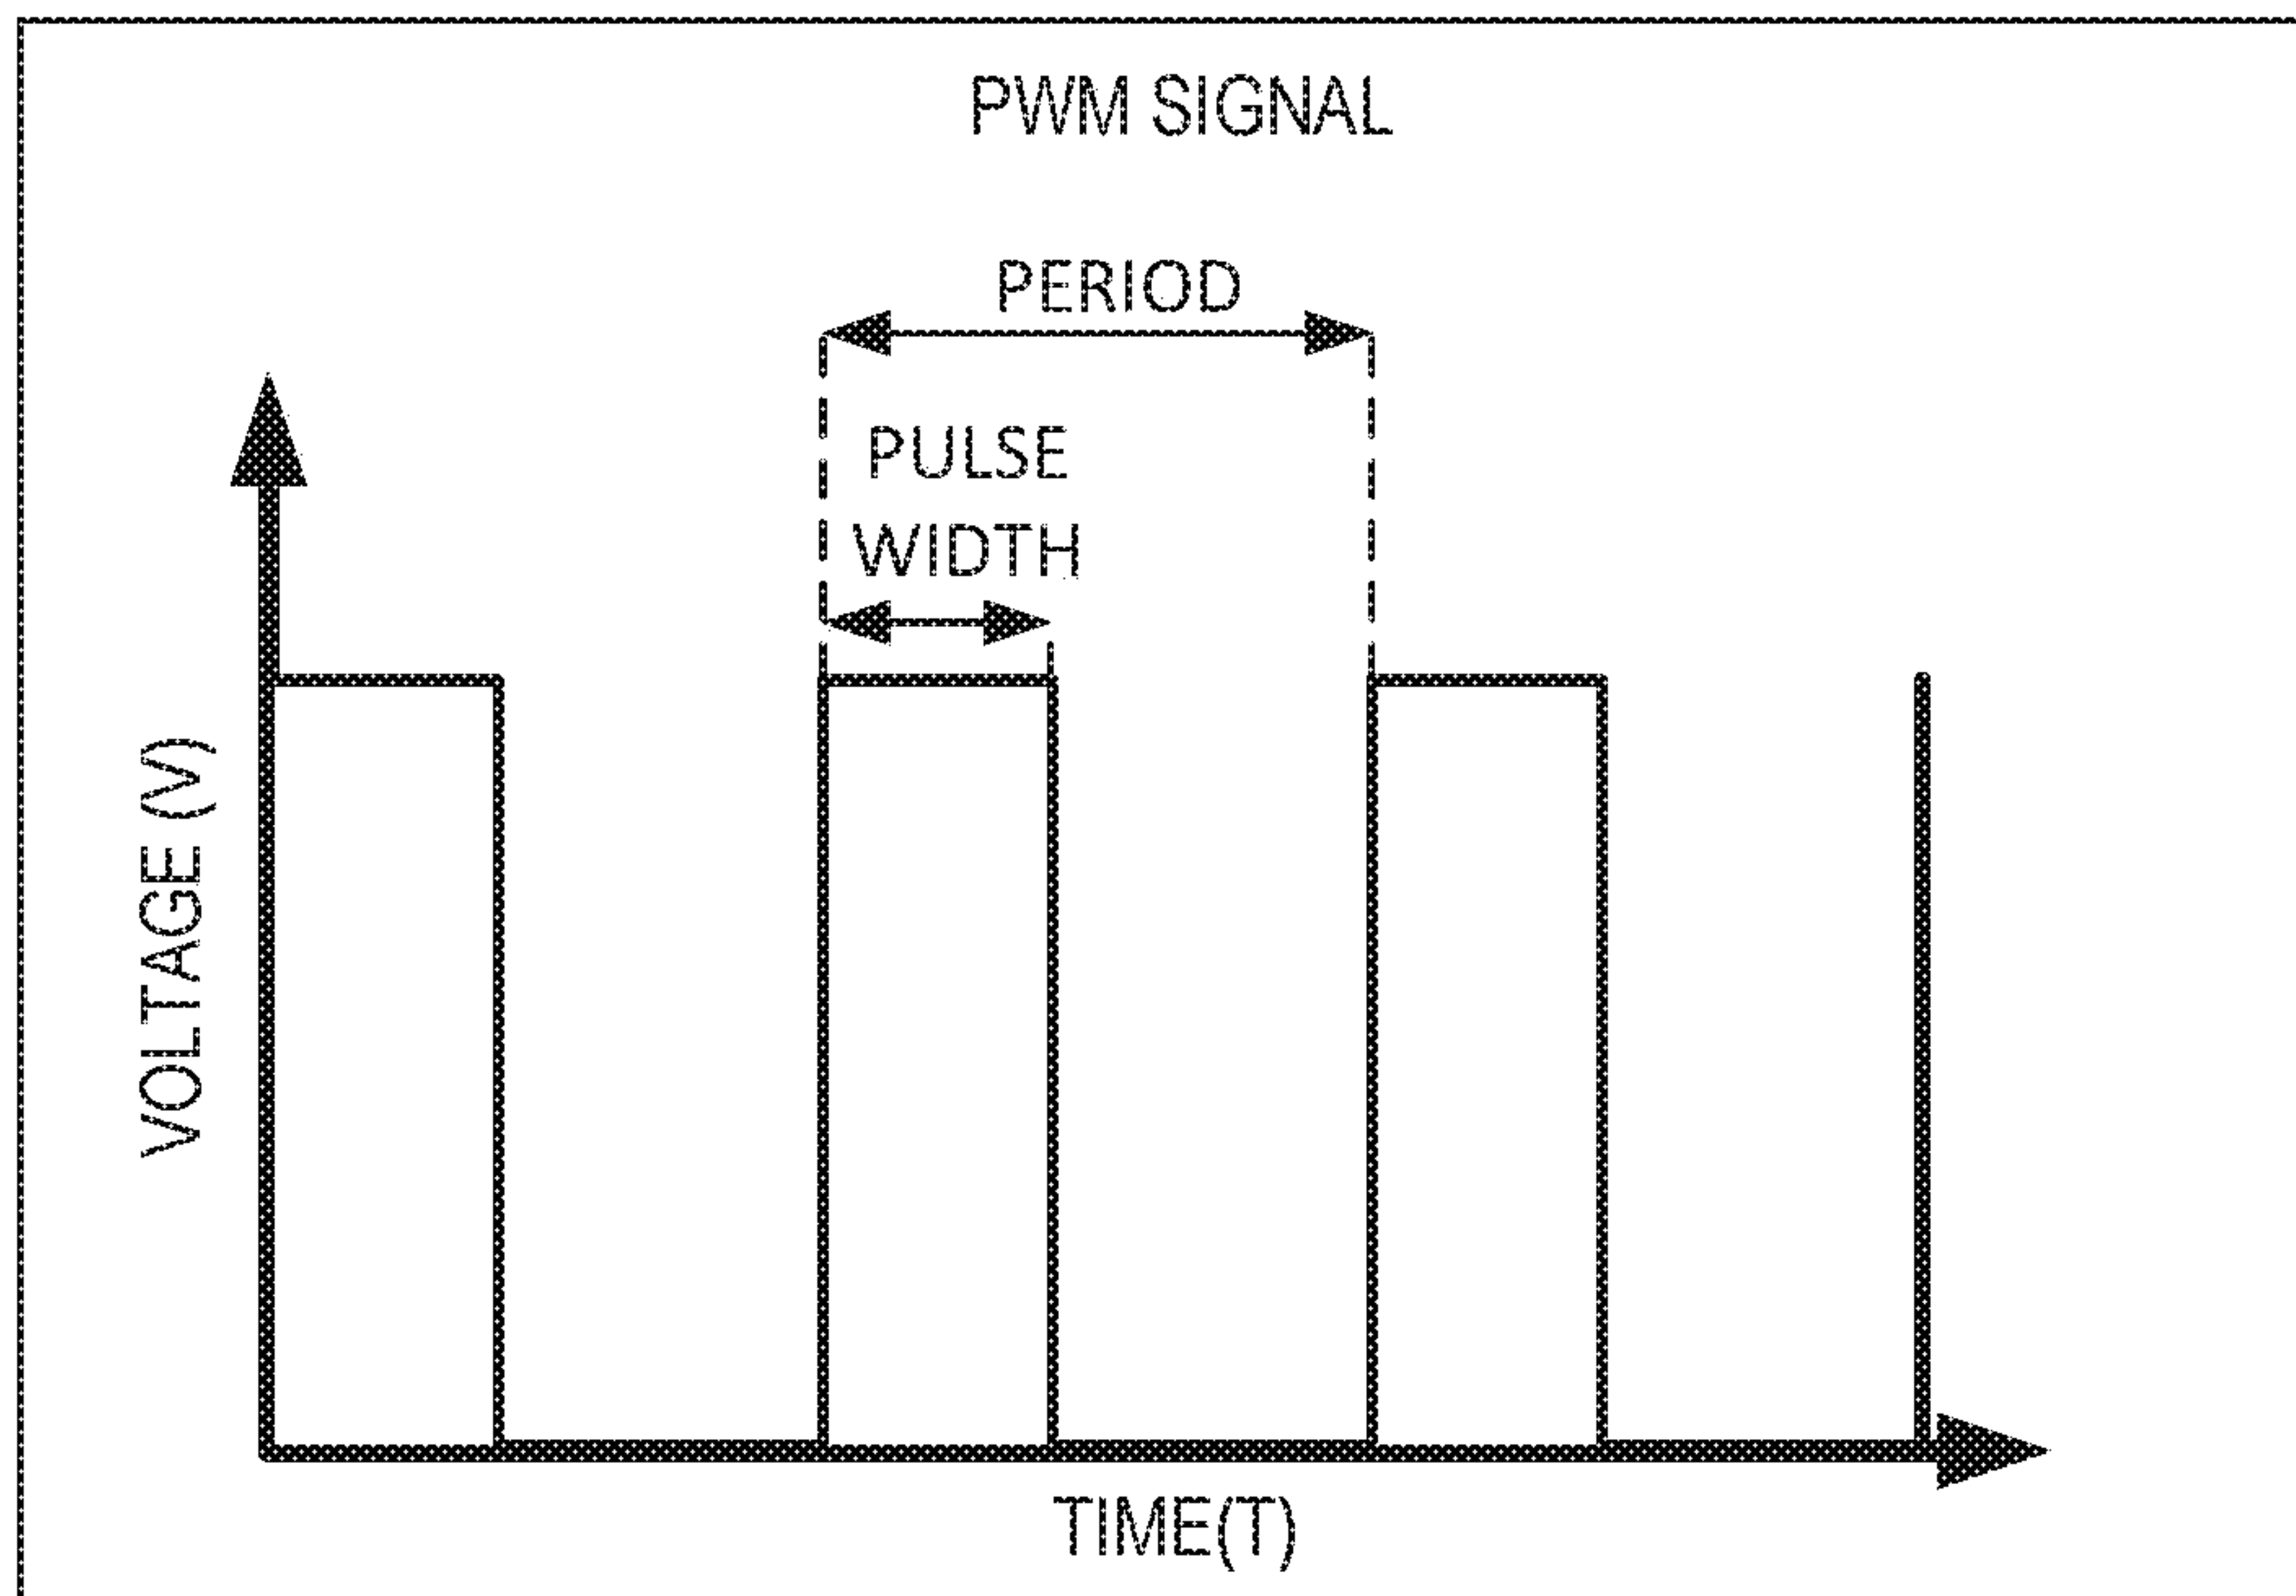 PWM SIGNAL
PERIOD
PULSE
WIDTH
VOLTAGE (V)
TIME(T)